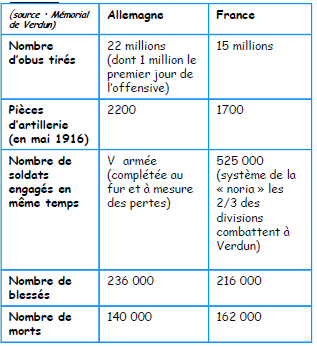 (source : Mémorial de Verdun)
Allemagne
France
Nombre d'obus tirés
22 millions
(dont 1 million le
premier jour de
l'offensive)
15 millions
Pièces
d'artillerie
(en mai 1916)
2200
1700
Nombre de
soldats
engagés en
même temps
V armée
(complétée au
fur et à mesure
des pertes)
525 000
(système de la
« noria » les
2/3 des
divisions
combattent à
Verdun)
Nombre de
blessés
236 000
216 000
Nombre de
morts
140 000
162 000